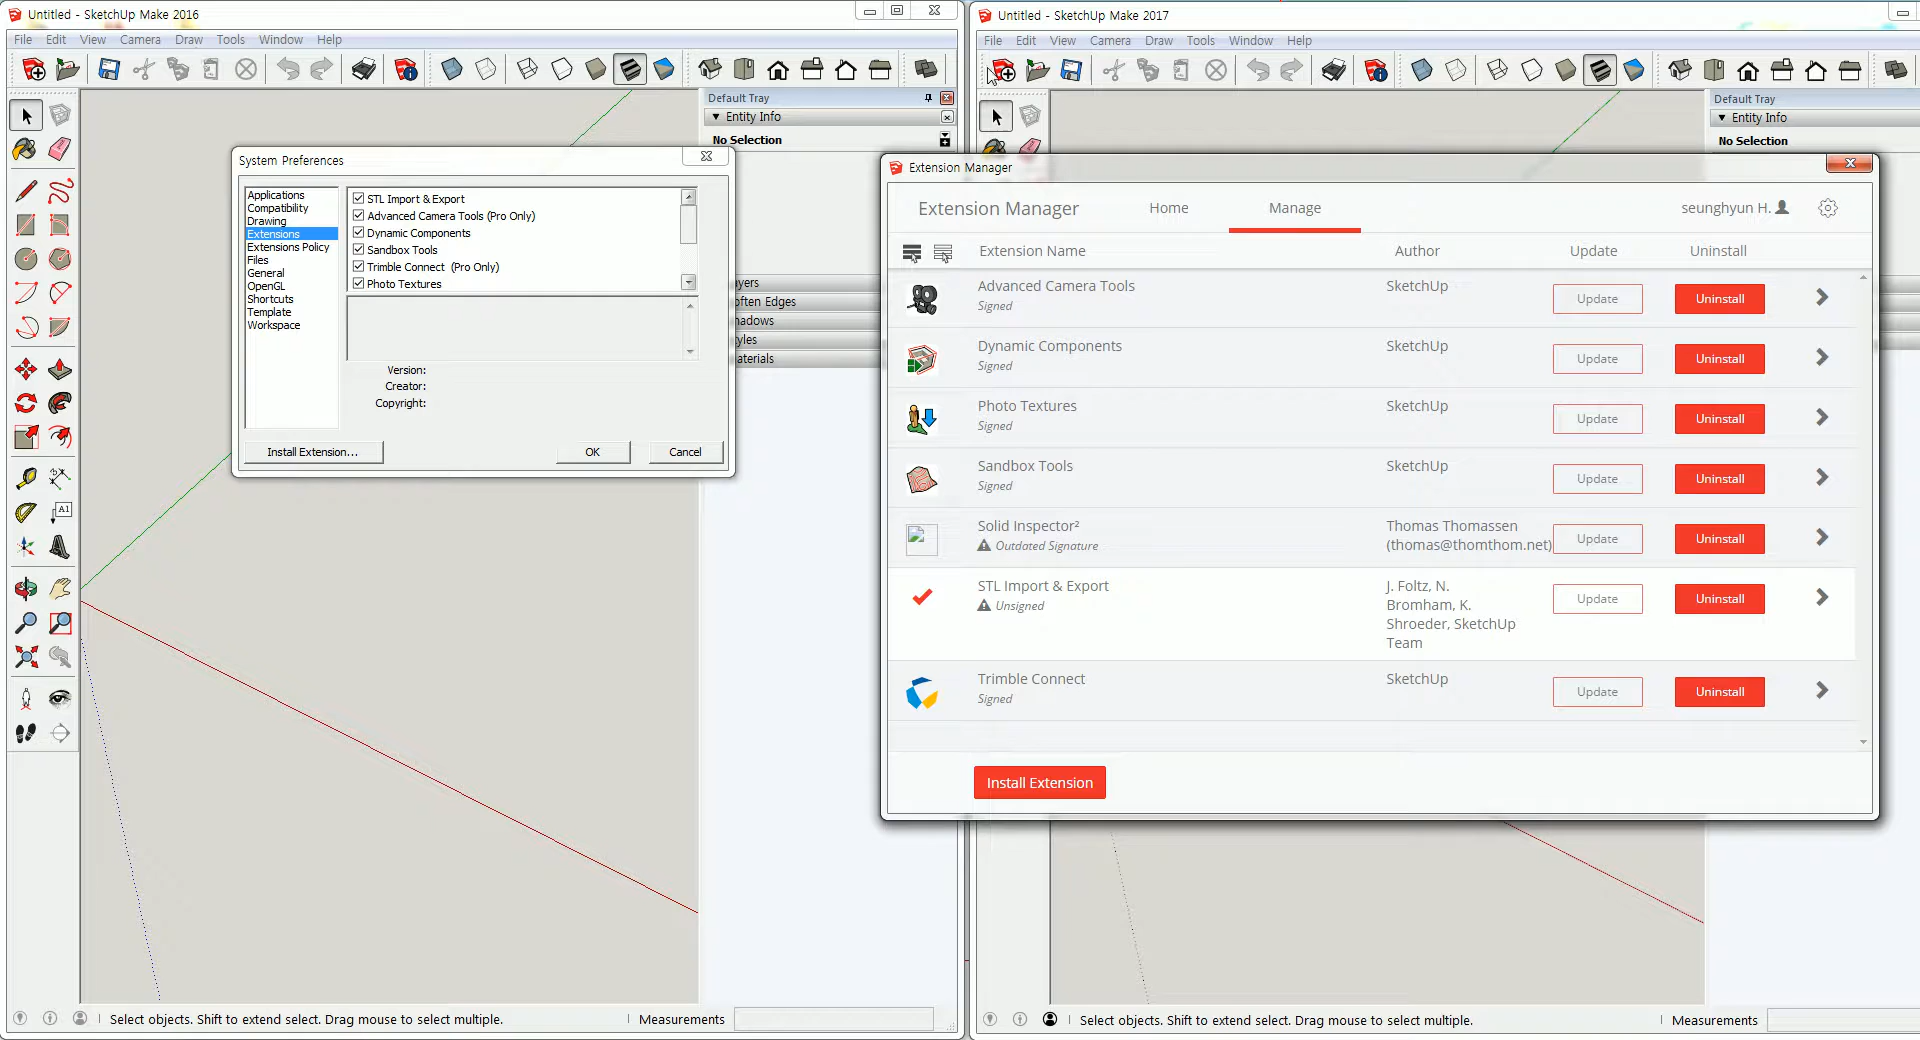 Untitled - SketchUp Make 2016
File Edit View Camera Draw Tools Window Help
A1
Default Tray
Entity Info
No Selection
yers
often Edges
hadows
tyles
aterials
System Preferences
Applications
Compatibility
Drawing
Extensions
Extensions Policy
Files
General
OpenGL
Shortcuts
Template
Workspace
STL Import & Export
Advanced Camera Tools (Pro Only)
Dynamic Components
Sandbox Tools
Trimble Connect (Pro Only)
Photo Textures
Version:
Creator:
Copyright:
Install Extension...
OK
Cancel
Select objects. Shift to extend select. Drag mouse to select multiple.
Measurements
Untitled - SketchUp Make 2017
File Edit View Camera Draw Tools Window Help
Default Tray
Entity Info
No Selection
Extension Manager
Extension Manager Home Manage seunghyun H.
Extension Name Author Update Uninstall
Advanced Camera Tools SketchUp Update Uninstall
Signed
Dynamic Components SketchUp Update Uninstall
Signed
Photo Textures SketchUp Update Uninstall
Signed
Sandbox Tools SketchUp Update Uninstall
Signed
Solid Inspector² Thomas Thomassen Update Uninstall
Outdated Signature (thomas@thomthom.net)
STL Import & Export J. Foltz, N. Update Uninstall
Unsigned Bromham, K.
Shroeder, SketchUp
Team
Trimble Connect SketchUp Update Uninstall
Signed
Install Extension
Select objects. Shift to extend select. Drag mouse to select multiple.
Measurements